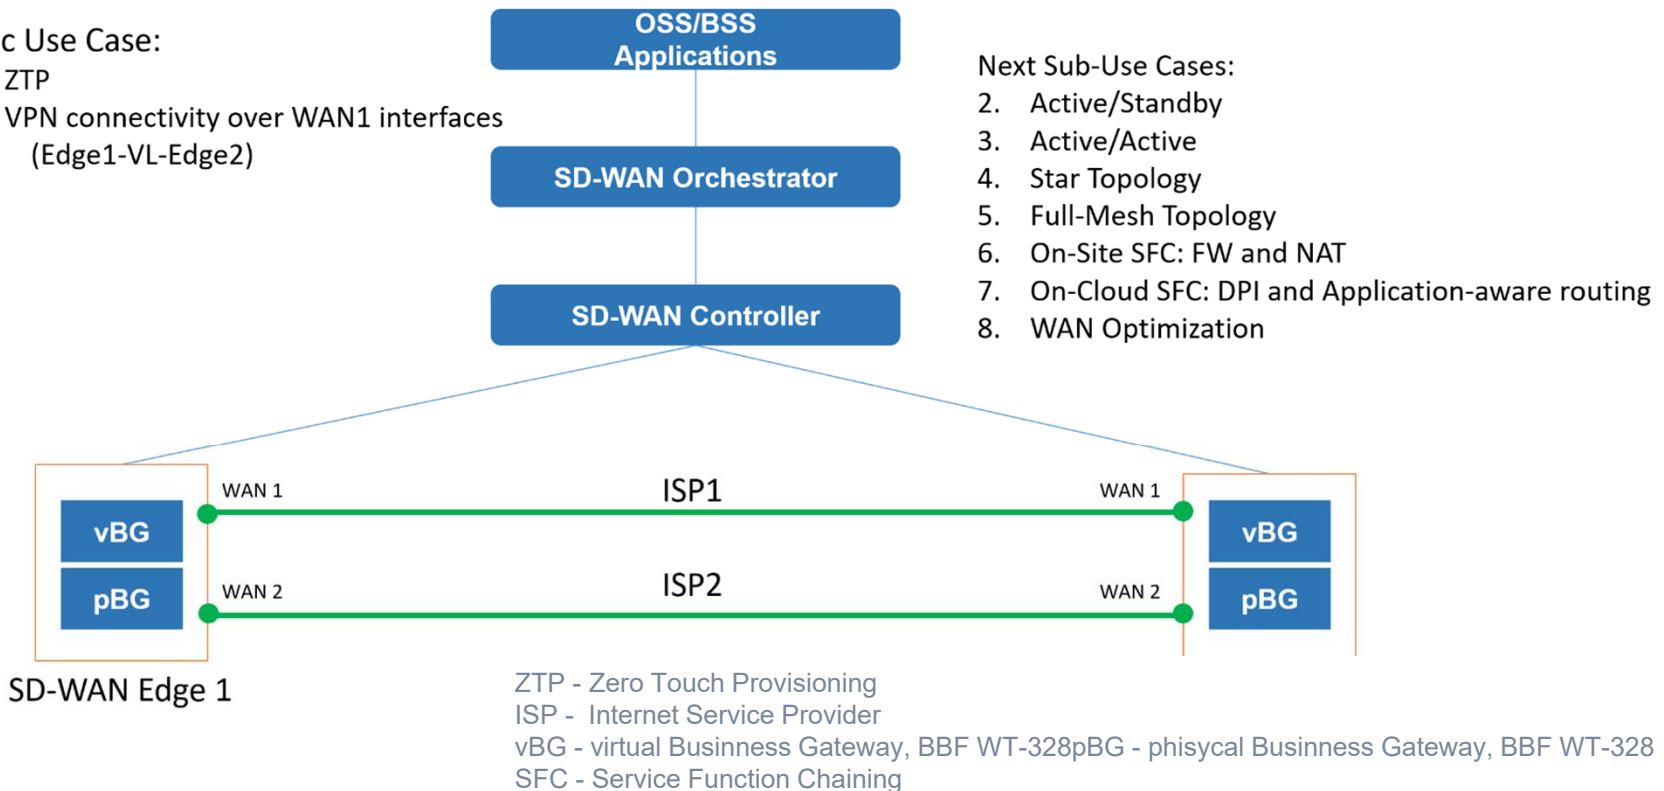 c Use Case:
ZTP
VPN connectivity over WAN1 interfaces
(Edge1-VL-Edge2)
OSS/BSS
Applications
SD-WAN Orchestrator
SD-WAN Controller
Next Sub-Use Cases:
2. Active/Standby
3. Active/Active
4. Star Topology
5. Full-Mesh Topology
6. On-Site SFC: FW and NAT
7. On-Cloud SFC: DPI and Application-aware routing
8. WAN Optimization
WAN 1
ISP1
WAN 1
vBG
vBG
WAN 2
ISP2
WAN 2
pBG
pBG
SD-WAN Edge 1
ZTP - Zero Touch Provisioning
ISP - Internet Service Provider
vBG - virtual Businness Gateway, BBF WT-328pBG - phisycal Businness Gateway, BBF WT-328
SFC - Service Function Chaining